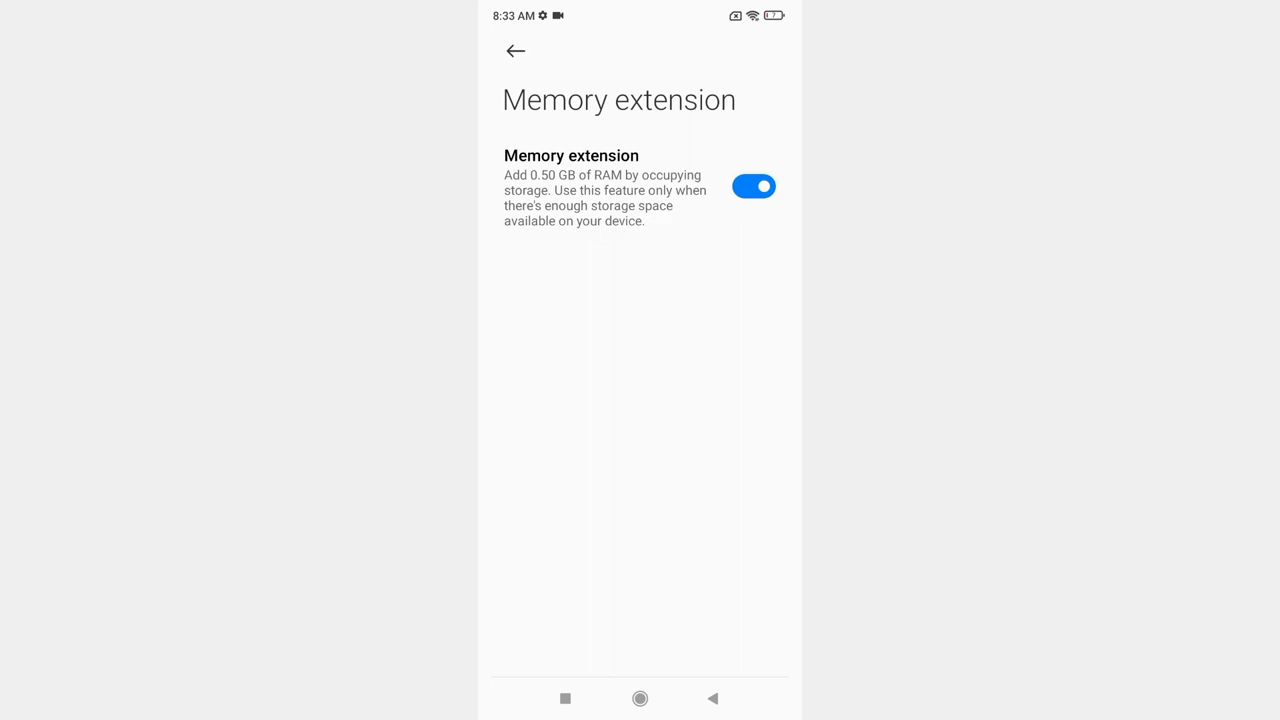 8:33 AM
7
Memory extension
Memory extension
Add 0.50 GB of RAM by occupying
storage. Use this feature only when
there's enough storage space
available on your device.